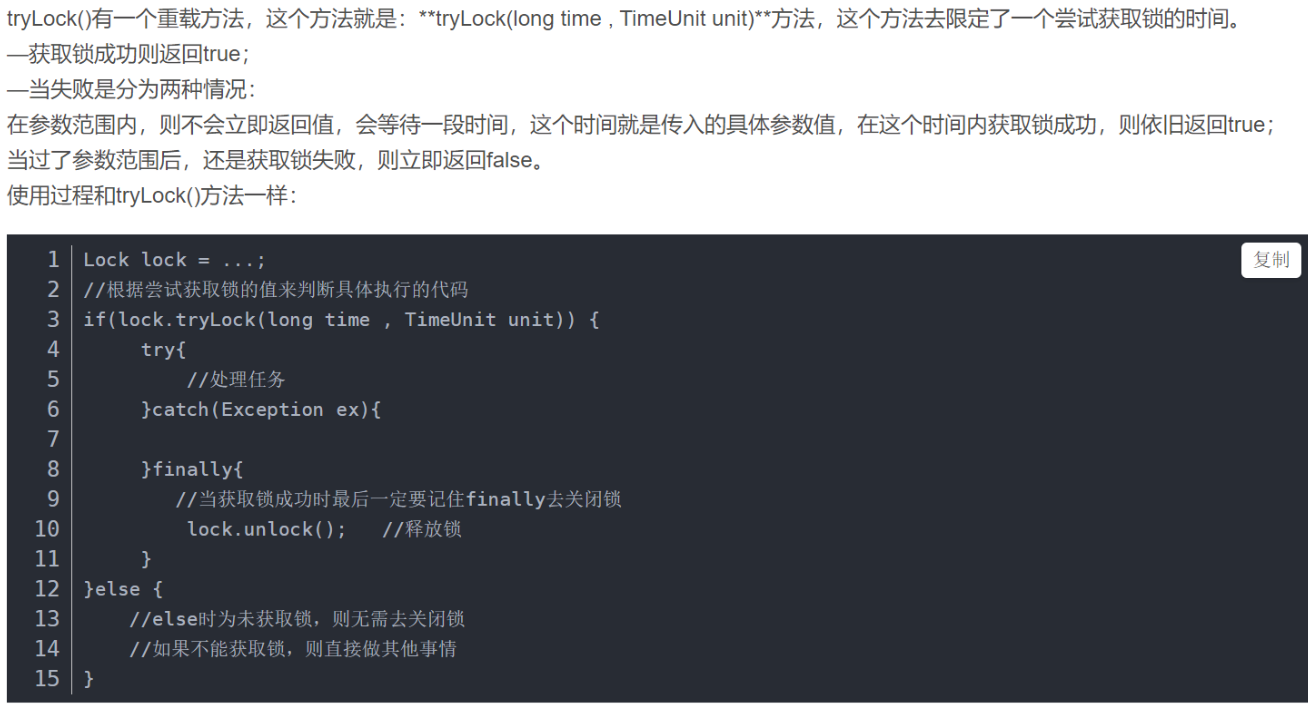 tryLock()有一个重载方法，这个方法就是：**tryLock(long time , TimeUnit unit)**方法，这个方法去限定了一个尝试获取锁的时间。
—获取锁成功则返回true；
—当失败是分为两种情况：
在参数范围内，则不会立即返回值，会等待一段时间，这个时间就是传入的具体参数值，在这个时间内获取锁成功，则依旧返回true；
当过了参数范围后，还是获取锁失败，则立即返回false。
使用过程和tryLock()方法一样：
复制
1 Lock lock = ...;
2 //根据尝试获取锁的值来判断具体执行的代码
3 if(lock.tryLock(long time , TimeUnit unit)) {
4      try{
5          //处理任务
6      }catch(Exception ex){
7
8      }finally{
9         //当获取锁成功时最后一定要记住finally去关闭锁
10          lock.unlock();   //释放锁
11      }
12 }else {
13     //else时为未获取锁，则无需去关闭锁
14     //如果不能获取锁，则直接做其他事情
15 }